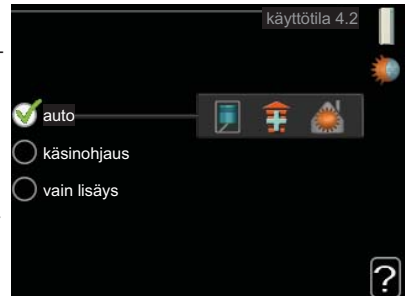 käyttötila 4.2
auto
käsinohjaus
vain lisäys
?